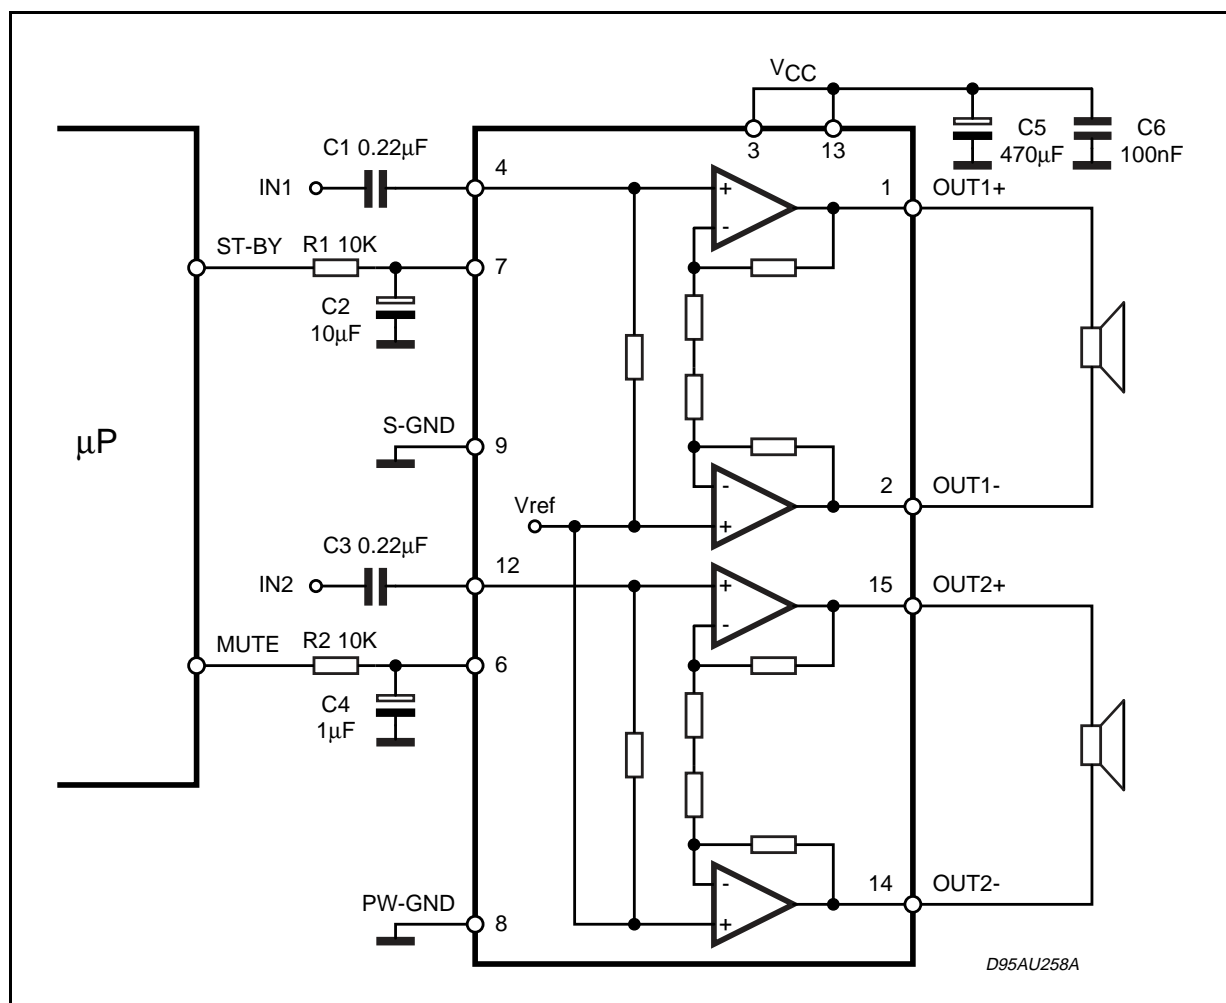 VCC
C1 0.22µF
4
3
13
C5
470µF
C6
100nF
IN1
+
-
1
OUT1+
ST-BY
R1 10K
7
C2
10µF
S-GND
9
µP
-
+
2
OUT1-
Vref
C3 0.22µF
12
IN2
+
-
15
OUT2+
MUTE
R2 10K
6
C4
1µF
-
+
14
OUT2-
PW-GND
8
D95AU258A